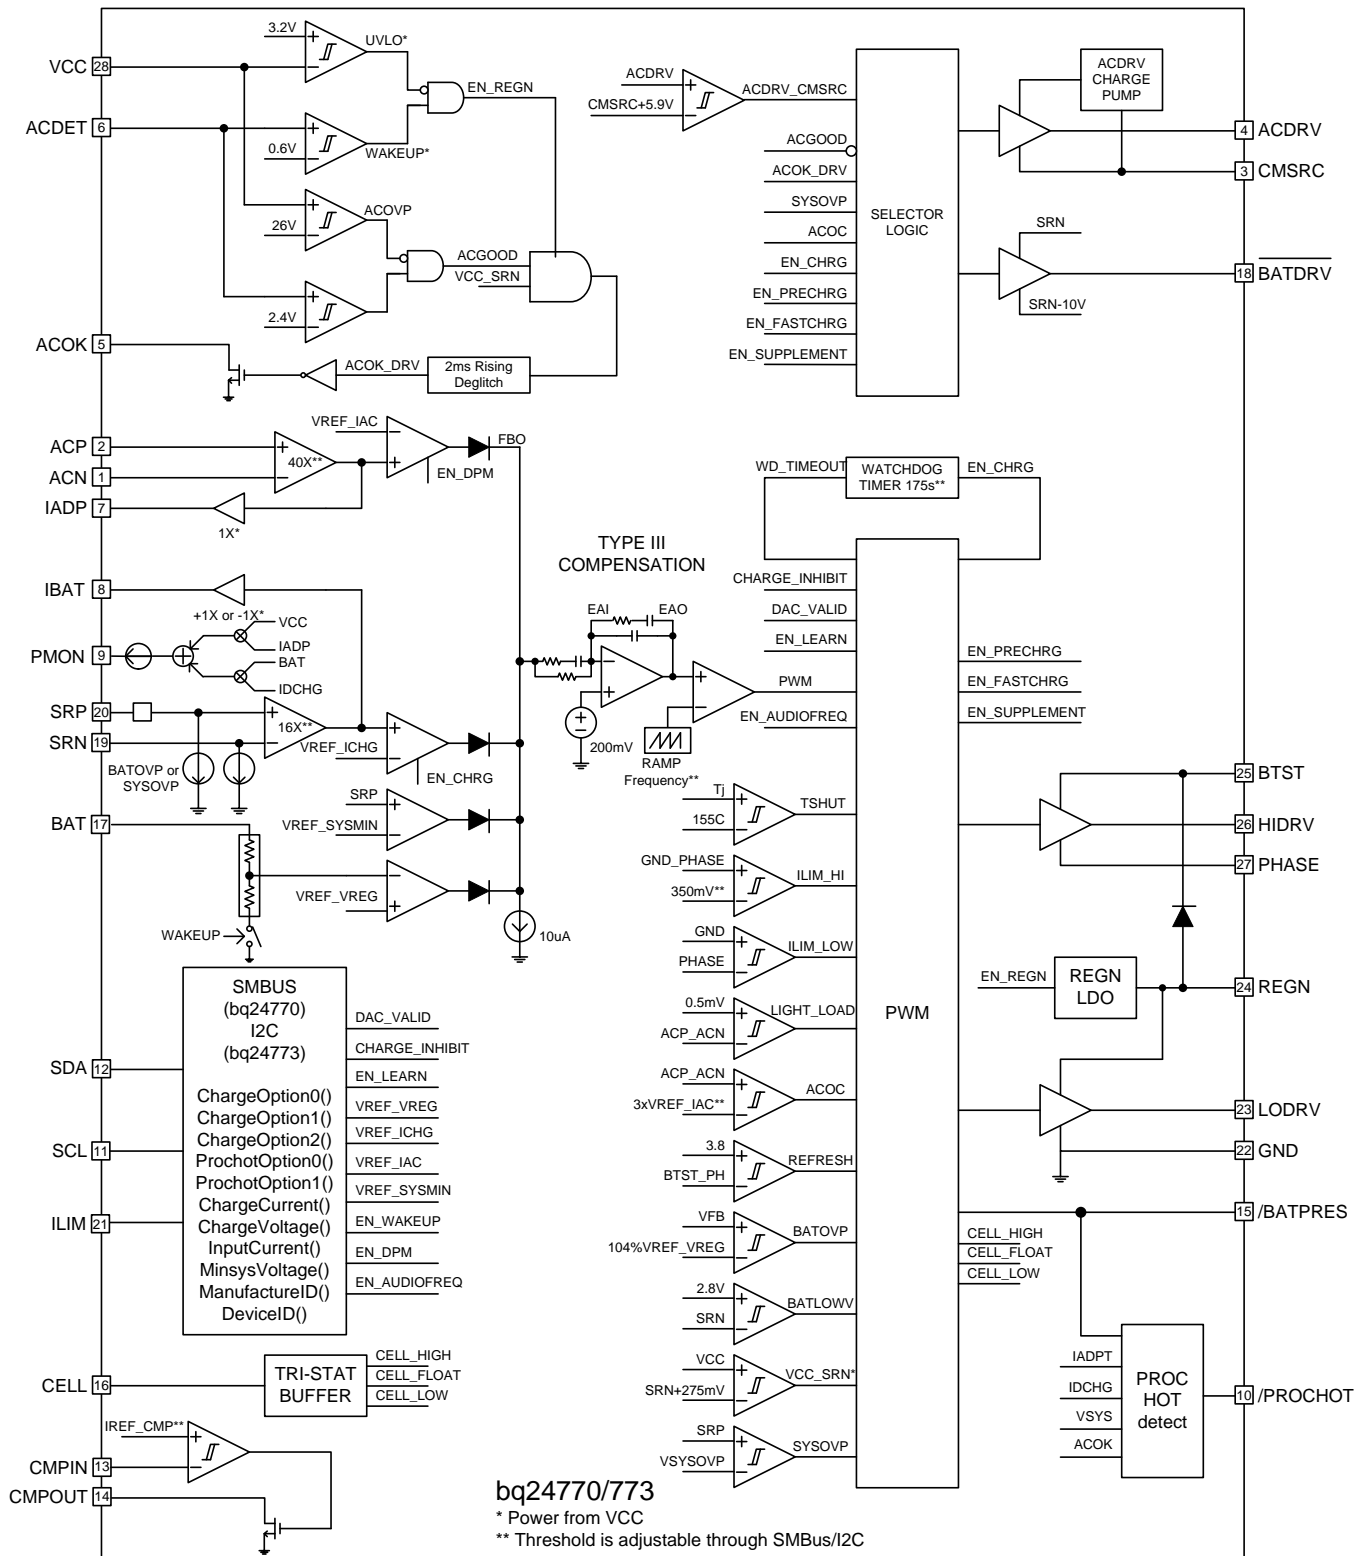 3.2V
UVLO*
VCC 28
EN_REGN
ACDET 6
0.6V
WAKEUP*
ACOVP
26V
ACGOOD
VCC_SRN
2.4V
ACOK 5
ACOK_DRV
2ms Rising
Deglitch
ACDRV
CMSRC+5.9V
ACDRV_CMSRC
ACGOOD
ACOK_DRV
SYSOVP
ACOC
EN_CHRG
EN_PRECHRG
EN_FASTCHRG
EN_SUPPLEMENT
SELECTOR
LOGIC
ACDRV
CHARGE
PUMP
4 ACDRV
3 CMSRC
SRN
18 BATDRV
SRN-10V
VREF_IAC
FBO
ACP 2
40X**
ACN 1
EN_DPM
IADP 7
1X*
WD_TIMEOUT
WATCHDOG
TIMER 175s**
EN_CHRG
TYPE III
COMPENSATION
IBAT 8
+1X or -1X*
VCC
IADP
PMON 9
BAT
IDCHG
SRP 20
16X**
SRN 19
VREF_ICHG
BATOVP or
SYSOVP
EN_CHRG
SRP
VREF_SYSMIN
BAT 17
VREF_VREG
WAKEUP
10uA
EAI
EAO
200mV
RAMP
Frequency**
CHARGE_INHIBIT
DAC_VALID
EN_LEARN
PWM
EN_AUDIOFREQ
EN_PRECHRG
EN_FASTCHRG
EN_SUPPLEMENT
Tj
155C
TSHUT
GND_PHASE
350mV**
ILIM_HI
GND
PHASE
ILIM_LOW
0.5mV
ACP_ACN
LIGHT_LOAD
ACP_ACN
3xVREF_IAC**
ACOC
3.8
BTST_PH
REFRESH
VFB
104%VREF_VREG
BATOVP
2.8V
SRN
BATLOWV
VCC
SRN+275mV
VCC_SRN*
SRP
VSYSOVP
SYSOVP
PWM
25 BTST
26 HIDRV
27 PHASE
EN_REGN
REGN
LDO
24 REGN
23 LODRV
22 GND
15 /BATPRES
CELL_HIGH
CELL_FLOAT
CELL_LOW
IADPT
IDCHG
VSYS
ACOK
PROC
HOT
detect
10 /PROCHOT
SMBUS
(bq24770)
I2C
(bq24773)
ChargeOption0()
ChargeOption1()
ChargeOption2()
ProchotOption0()
ProchotOption1()
ChargeCurrent()
ChargeVoltage()
InputCurrent()
MinsysVoltage()
ManufactureID()
DeviceID()
DAC_VALID
CHARGE_INHIBIT
EN_LEARN
VREF_VREG
VREF_ICHG
VREF_IAC
VREF_SYSMIN
EN_WAKEUP
EN_DPM
EN_AUDIOFREQ
SDA 12
SCL 11
ILIM 21
CELL 16
TRI-STAT
BUFFER
CELL_HIGH
CELL_FLOAT
CELL_LOW
IREF_CMP**
CMPIN 13
CMPOUT 14
bq24770/773
* Power from VCC
** Threshold is adjustable through SMBus/I2C